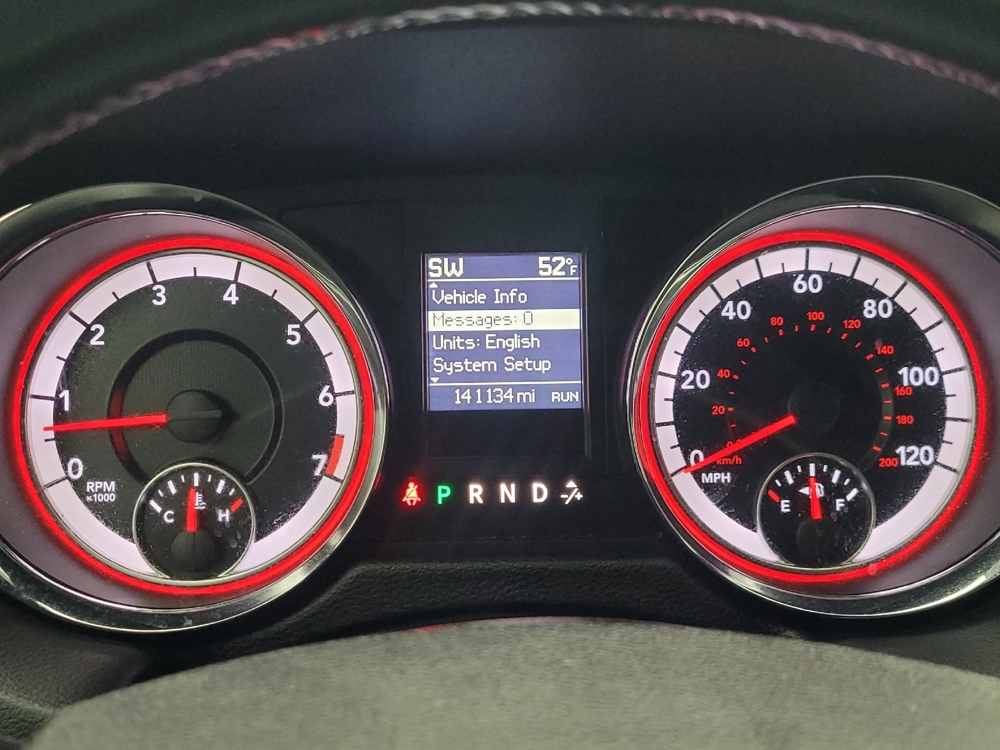 SW 52°F
Vehicle Info
Messages: 0
Units: English
System Setup
141134 mi RUN
P R N D -/+
0 1 2 3 4 5 6 7
RPM
x1000
C H
0 20 40 60 80 100 120
MPH
0 20 40 60 80 100 120 140 160 180 200
km/h
E F